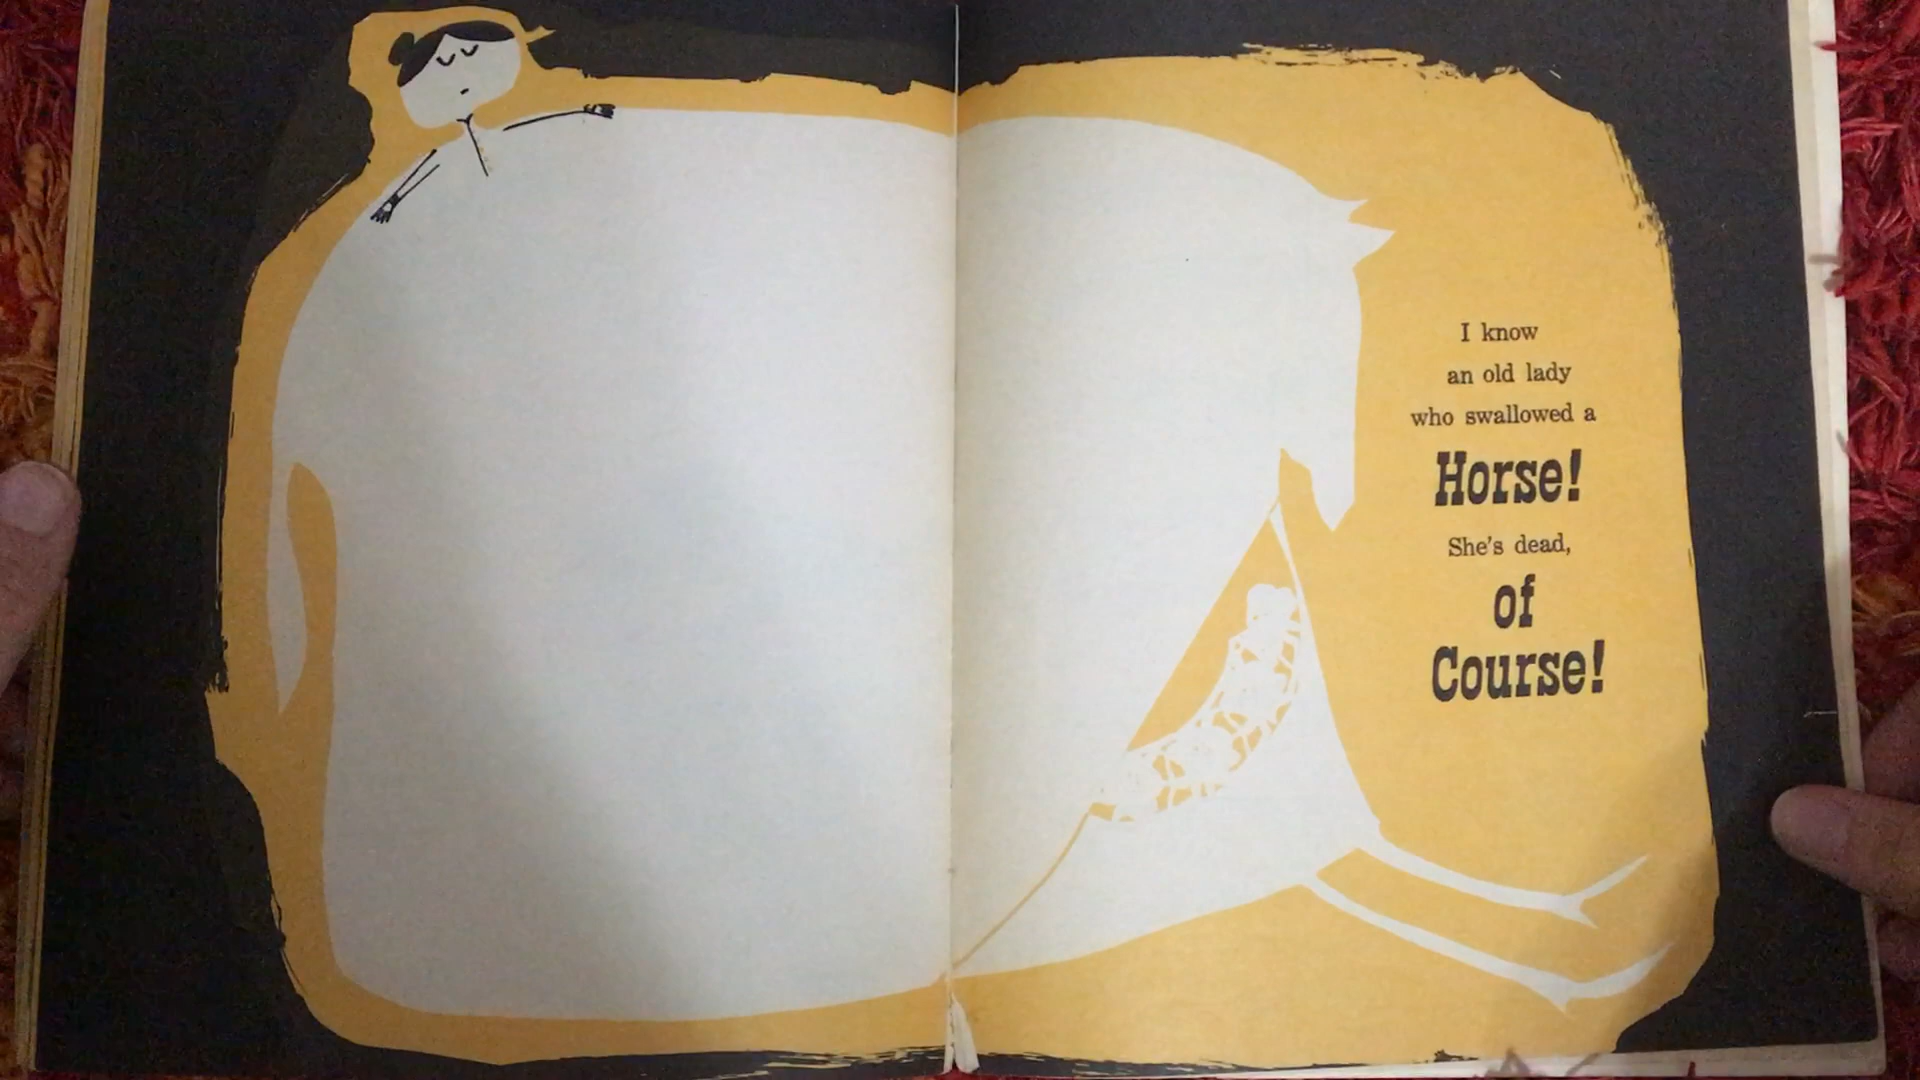 I know
an old lady
who swallowed a
Horse!
She's dead,
of
Course!